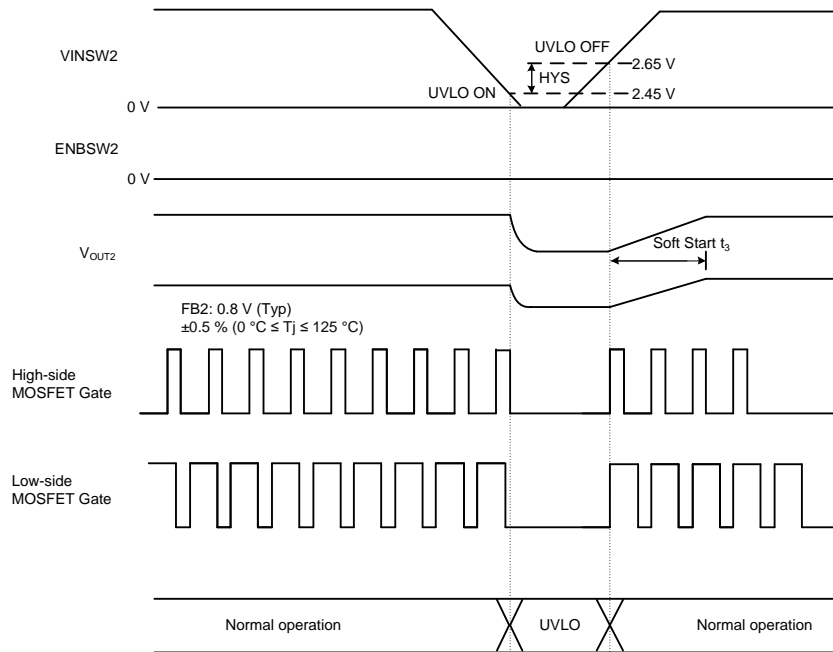 UVLO OFF
VINSW2
HYS
2.65 V
UVLO ON
2.45 V
0 V
ENBSW2
0 V
VOUT2
Soft Start t3
FB2: 0.8 V (Typ)
±0.5 % (0 °C ≤ Tj ≤ 125 °C)
High-side
MOSFET Gate
Low-side
MOSFET Gate
Normal operation
UVLO
Normal operation